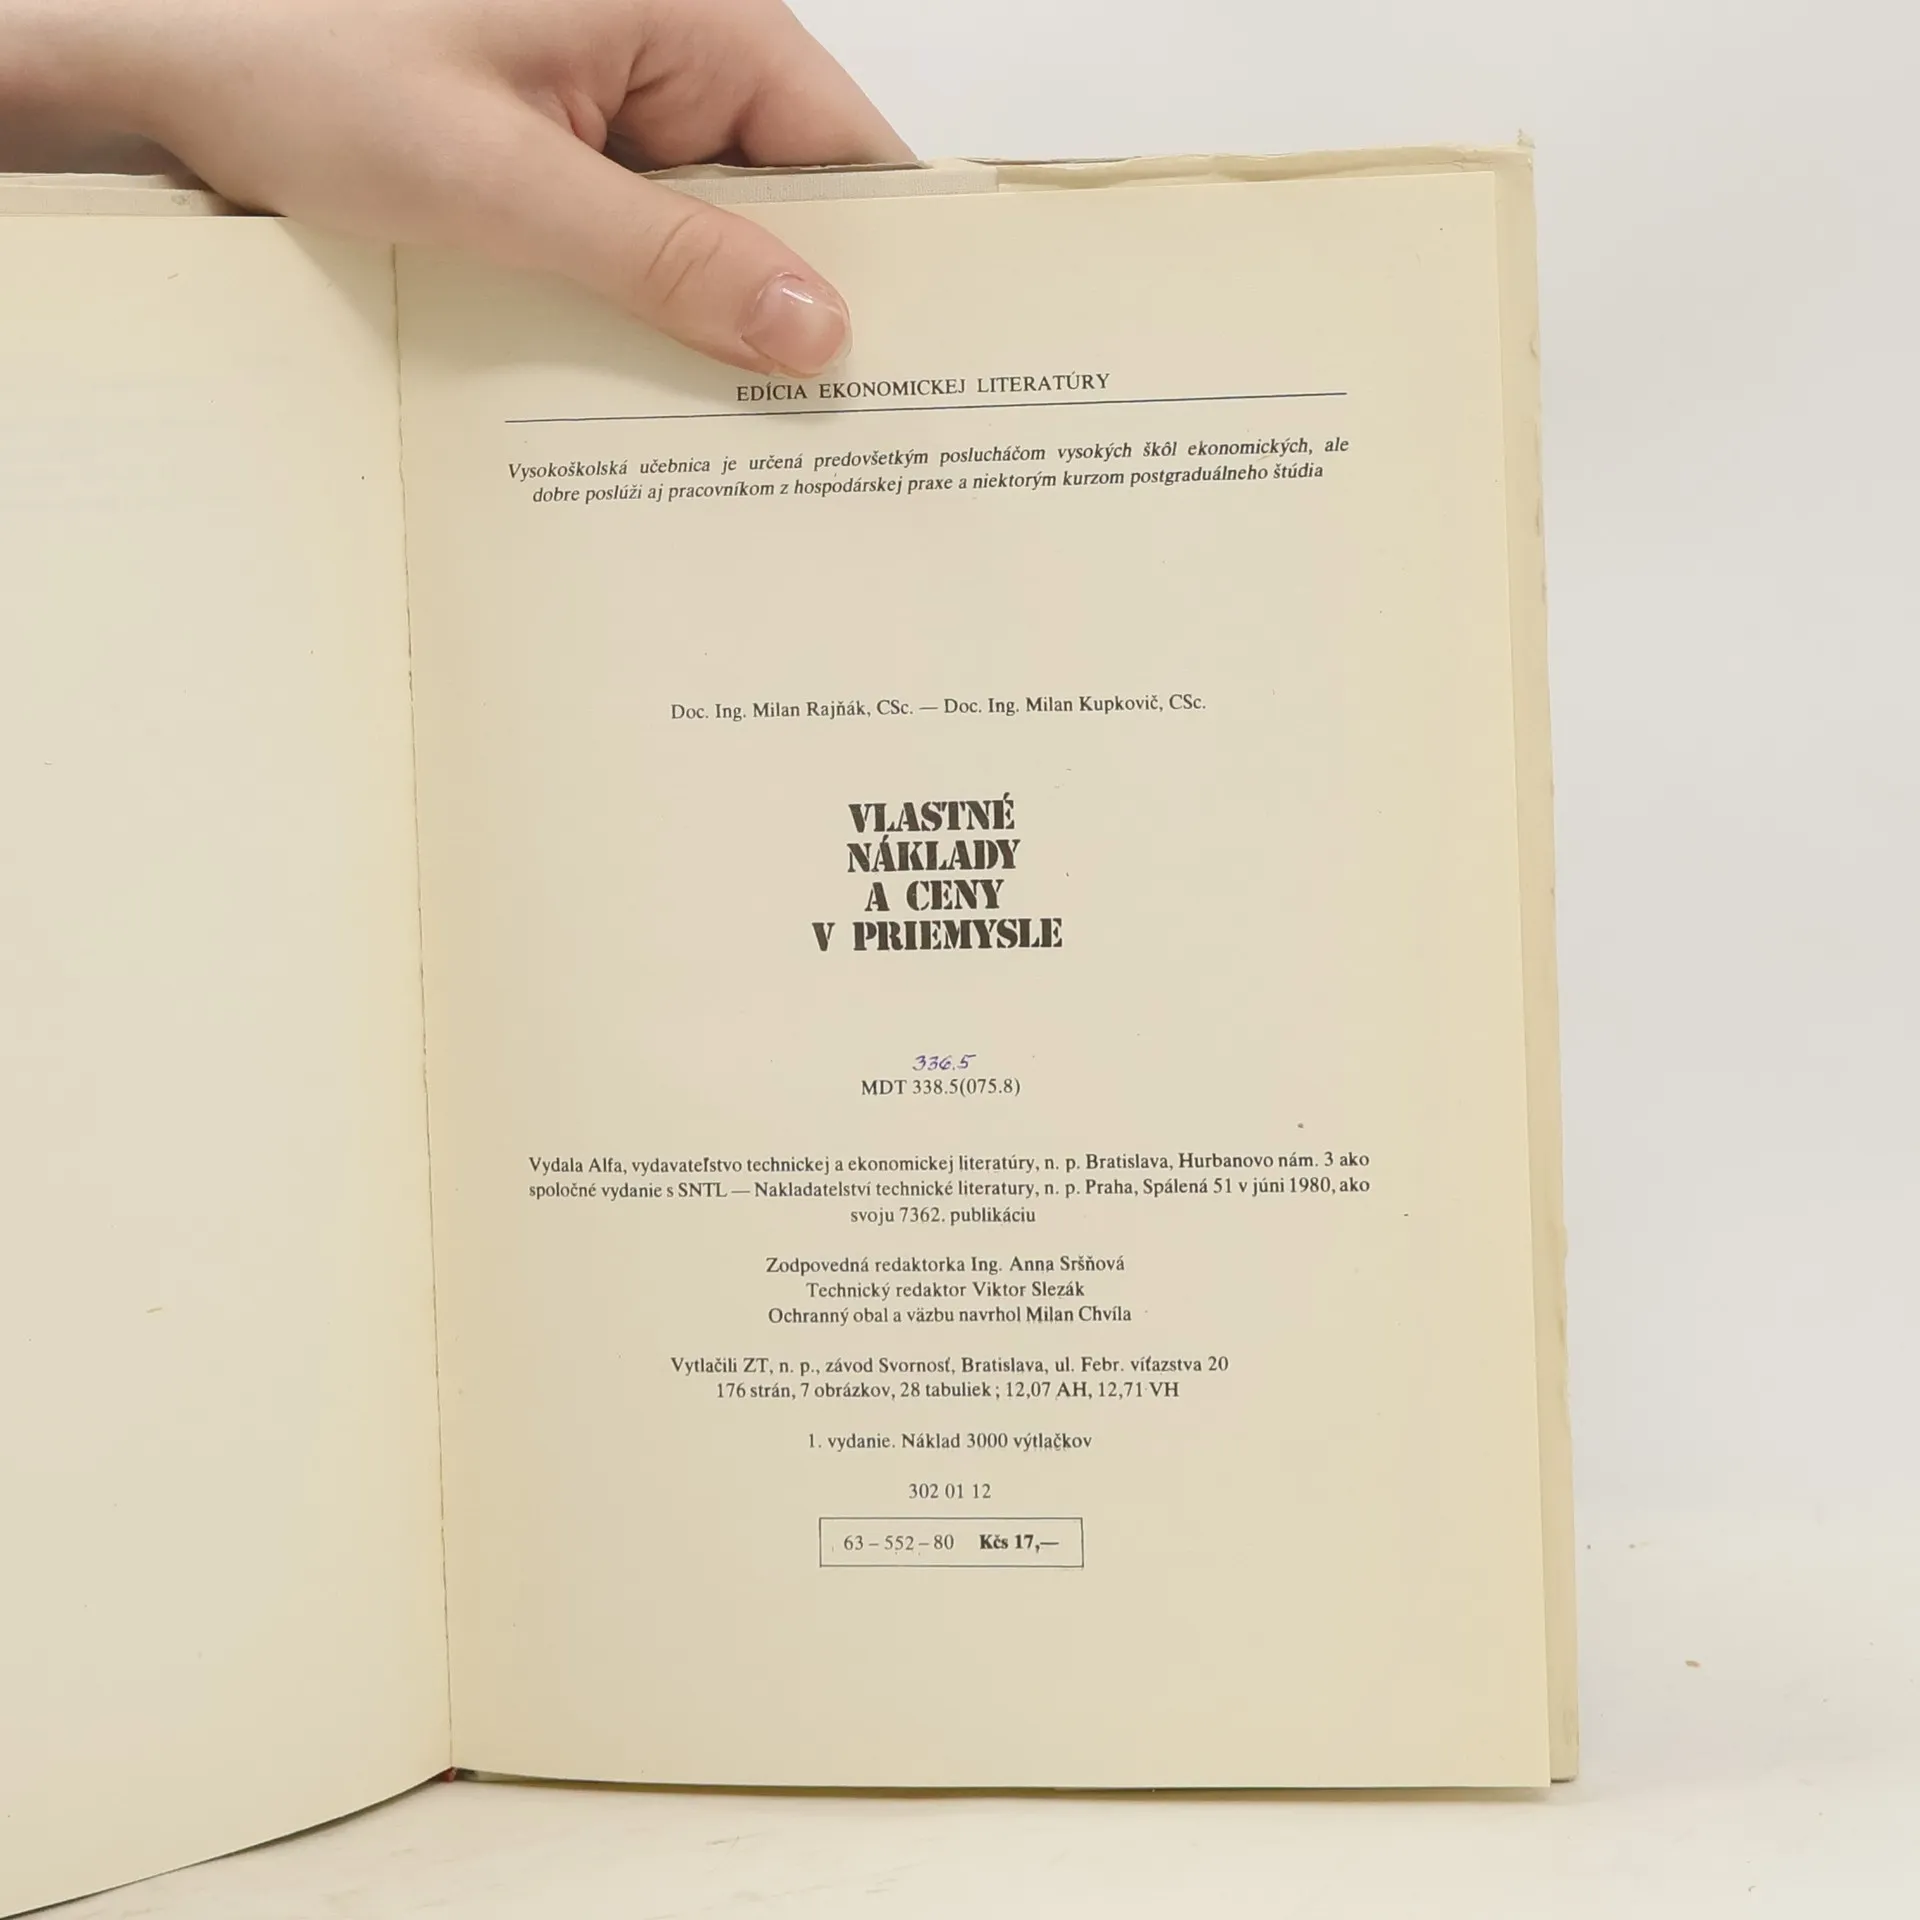 EDÍCIA EKONOMICKEJ LITERATÚRY
Vysokoškolská učebnica je určená predovšetkým poslucháčom vysokých škôl ekonomických, ale
dobre poslúži aj pracovníkom z hospodárskej praxe a niektorým kurzom postgraduálneho štúdia
Doc. Ing. Milan Rajňák, CSc. — Doc. Ing. Milan Kupkovič, CSc.
VLASTNÉ
NÁKLADY
A CENY
V PRIEMYSLE
336.5
MDT 338.5(075.8)
Vydala Alfa, vydavateľstvo technickej a ekonomickej literatúry, n. p. Bratislava, Hurbanovo nám. 3 ako
spoločné vydanie s SNTL — Nakladatelství technické literatury, n. p. Praha, Spálená 51 v júni 1980, ako
svoju 7362. publikáciu
Zodpovedná redaktorka Ing. Anna Sršňová
Technický redaktor Viktor Slezák
Ochranný obal a väzbu navrhol Milan Chvíla
Vytlačili ZT, n. p., závod Svornosť, Bratislava, ul. Febr. víťazstva 20
176 strán, 7 obrázkov, 28 tabuliek; 12,07 AH, 12,71 VH
1. vydanie. Náklad 3000 výtlačkov
302 01 12
63 – 552 – 80 Kčs 17,—